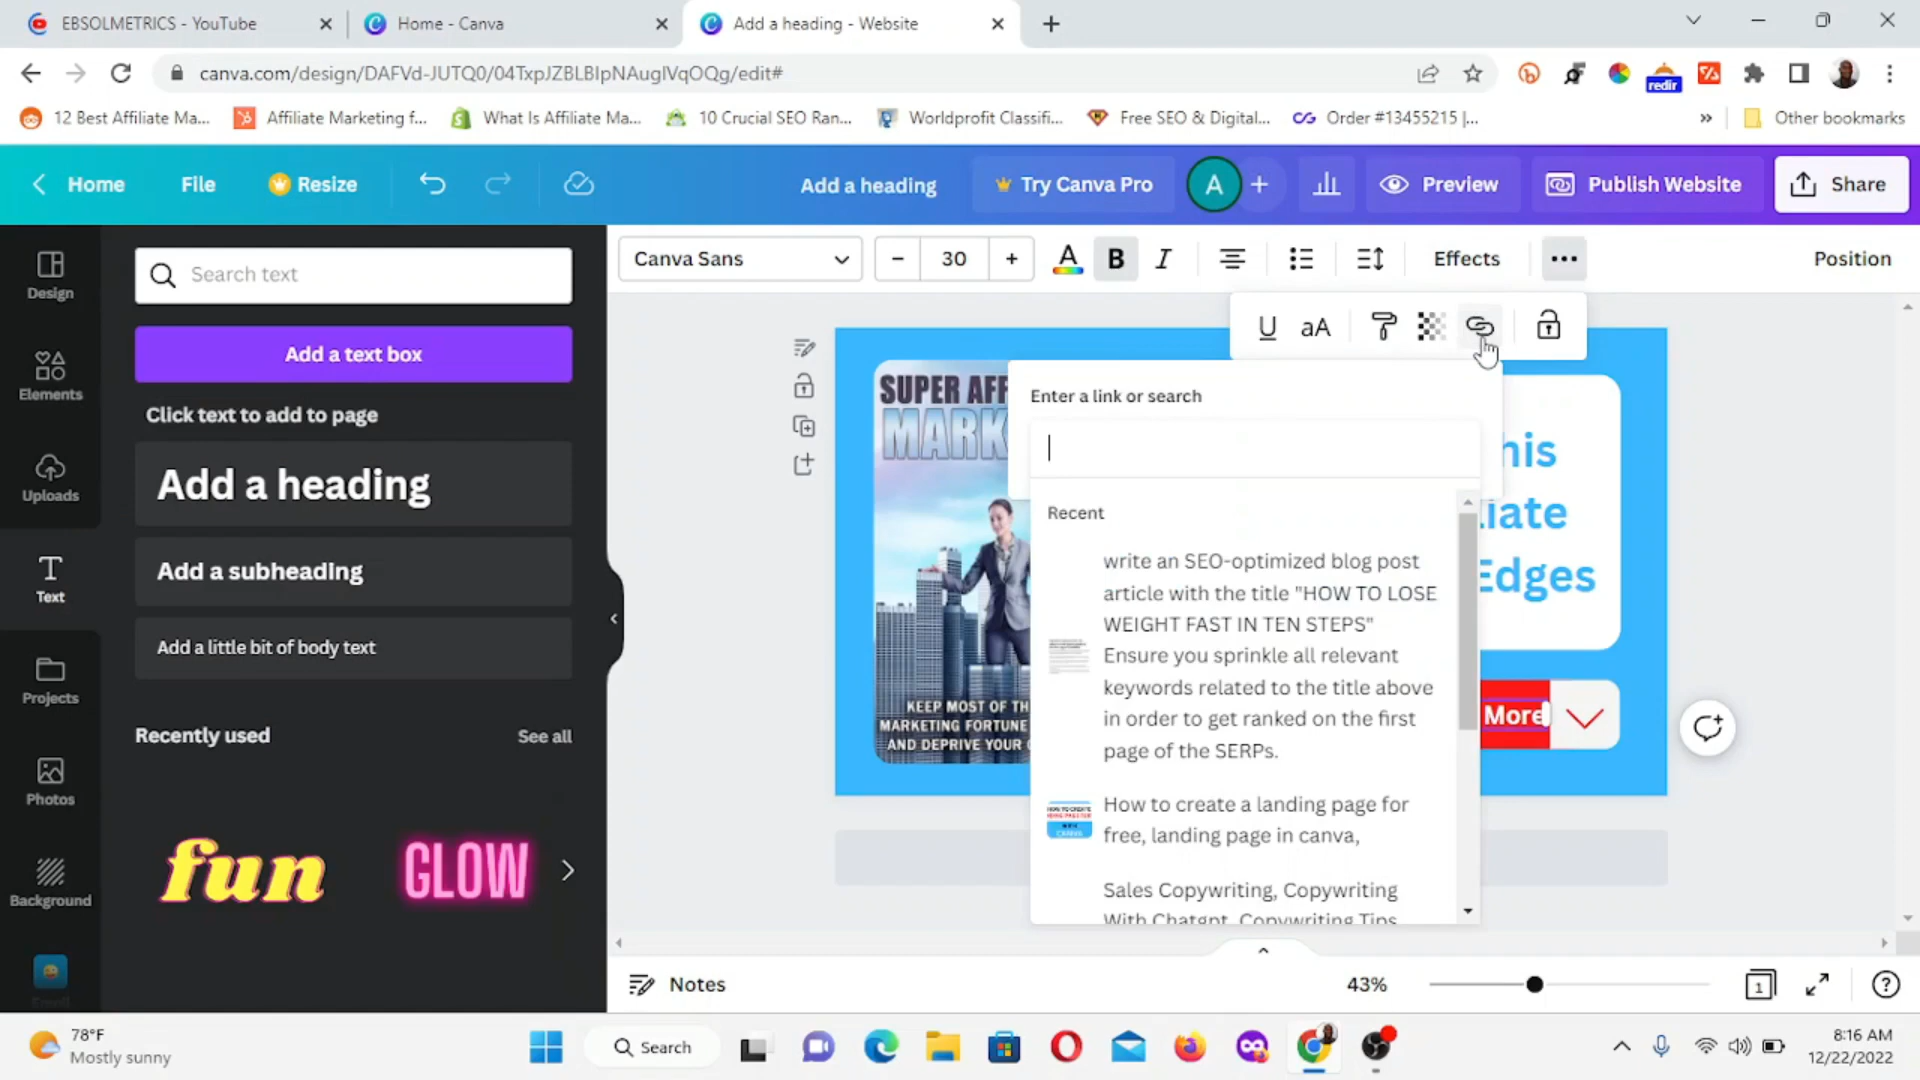 EBSOLMETRICS - YouTube
Home - Canva
Add a heading - Website
canva.com/design/DAFVd-JUTQ0/04TxpJZBLBIpNAugIVqOQg/edit#
redir
12 Best Affiliate Ma...
Affiliate Marketing f...
What Is Affiliate Ma...
10 Crucial SEO Ran...
Worldprofit Classifi...
Free SEO & Digital...
Order #13455215 |...
»
Other bookmarks
Home
File
Resize
Add a heading
Try Canva Pro
A
Preview
Publish Website
Share
Design
Elements
Uploads
Text
Projects
Photos
Background
Search text
Add a text box
Click text to add to page
Add a heading
Add a subheading
Add a little bit of body text
Recently used
See all
fun
GLOW
Canva Sans
30
A
B
I
Effects
Position
U
aA
SUPER AFF
MARK
KEEP MOST OF TH
MARKETING FORTUNE
AND DEPRIVE YOUR
Enter a link or search
Recent
write an SEO-optimized blog post
article with the title "HOW TO LOSE
WEIGHT FAST IN TEN STEPS"
Ensure you sprinkle all relevant
keywords related to the title above
in order to get ranked on the first
page of the SERPs.
How to create a landing page for
free, landing page in canva,
Sales Copywriting, Copywriting
With Chatgpt, Copywriting Tips
his
iate
Edges
More
Notes
43%
1
78°F
Mostly sunny
Search
8:16 AM
12/22/2022